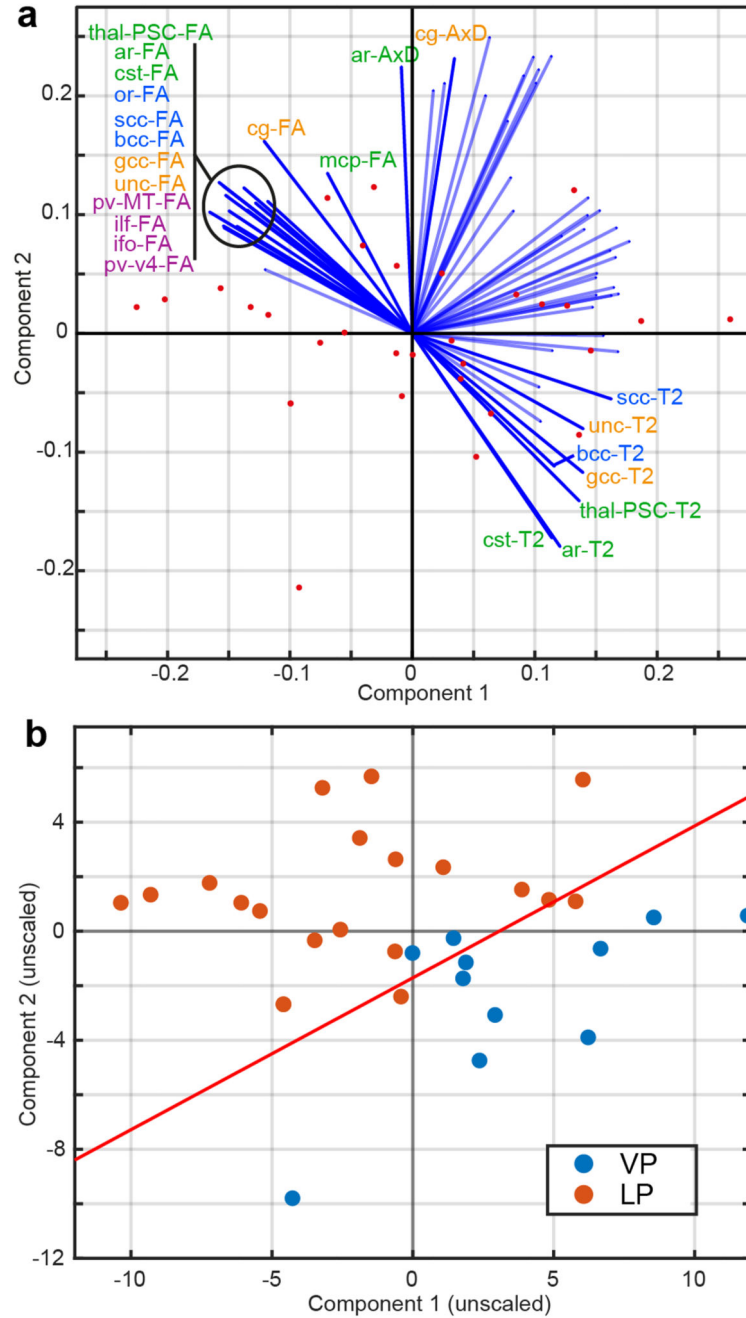 a
thal-PSC-FA
ar-FA
cst-FA
or-FA
scc-FA
bcc-FA
gcc-FA
unc-FA
pv-MT-FA
ilf-FA
ifo-FA
pv-v4-FA
cg-FA
mcp-FA
ar-AxD
cg-AxD
scc-T2
unc-T2
bcc-T2
gcc-T2
thal-PSC-T2
cst-T2
ar-T2
0.2
0.1
0
-0.1
-0.2
Component 2
-0.2
-0.1
0
0.1
0.2
Component 1
b
4
0
-4
-8
-12
Component 2 (unscaled)
-10
-5
0
5
10
Component 1 (unscaled)
VP
LP